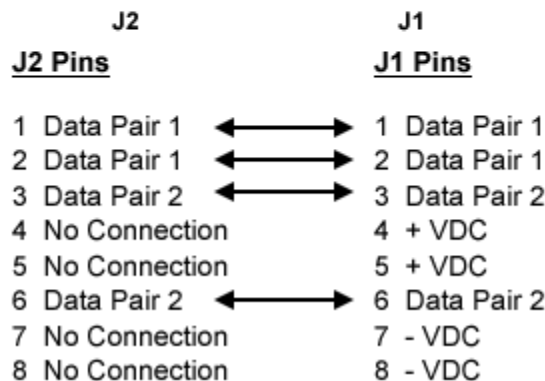 J2 J1
J2 Pins J1 Pins
1 Data Pair 1 1 Data Pair 1
2 Data Pair 1 2 Data Pair 1
3 Data Pair 2 3 Data Pair 2
4 No Connection 4 + VDC
5 No Connection 5 + VDC
6 Data Pair 2 6 Data Pair 2
7 No Connection 7 - VDC
8 No Connection 8 - VDC